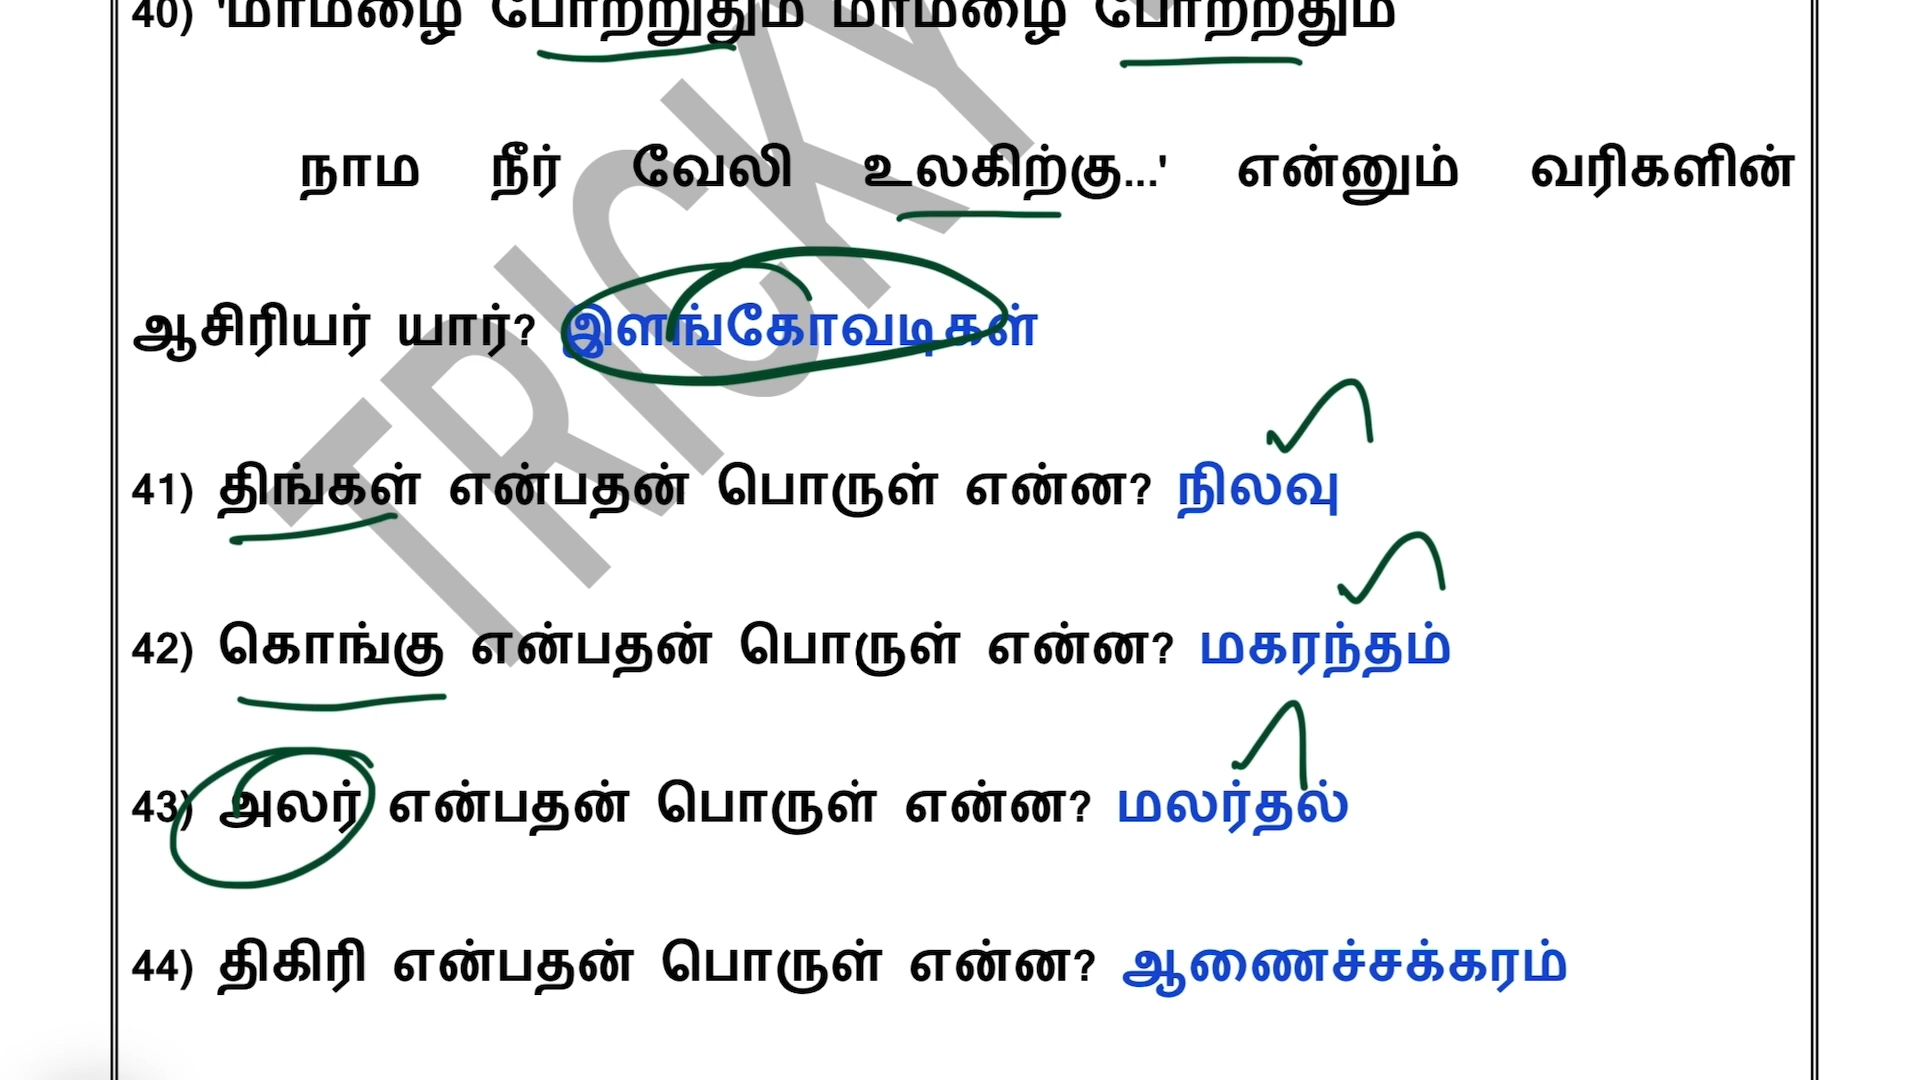 40) 'மாமழை போற்றுதும் மாமழை போற்றதும்
நாம நீர் வேலி உலகிற்கு...' என்னும் வரிகளின்
ஆசிரியர் யார்? இளங்கோவடிகள்
41) திங்கள் என்பதன் பொருள் என்ன? நிலவு
42) கொங்கு என்பதன் பொருள் என்ன? மகரந்தம்
43) அலர் என்பதன் பொருள் என்ன? மலர்தல்
44) திகிரி என்பதன் பொருள் என்ன? ஆணைச்சக்கரம்
TRICKY